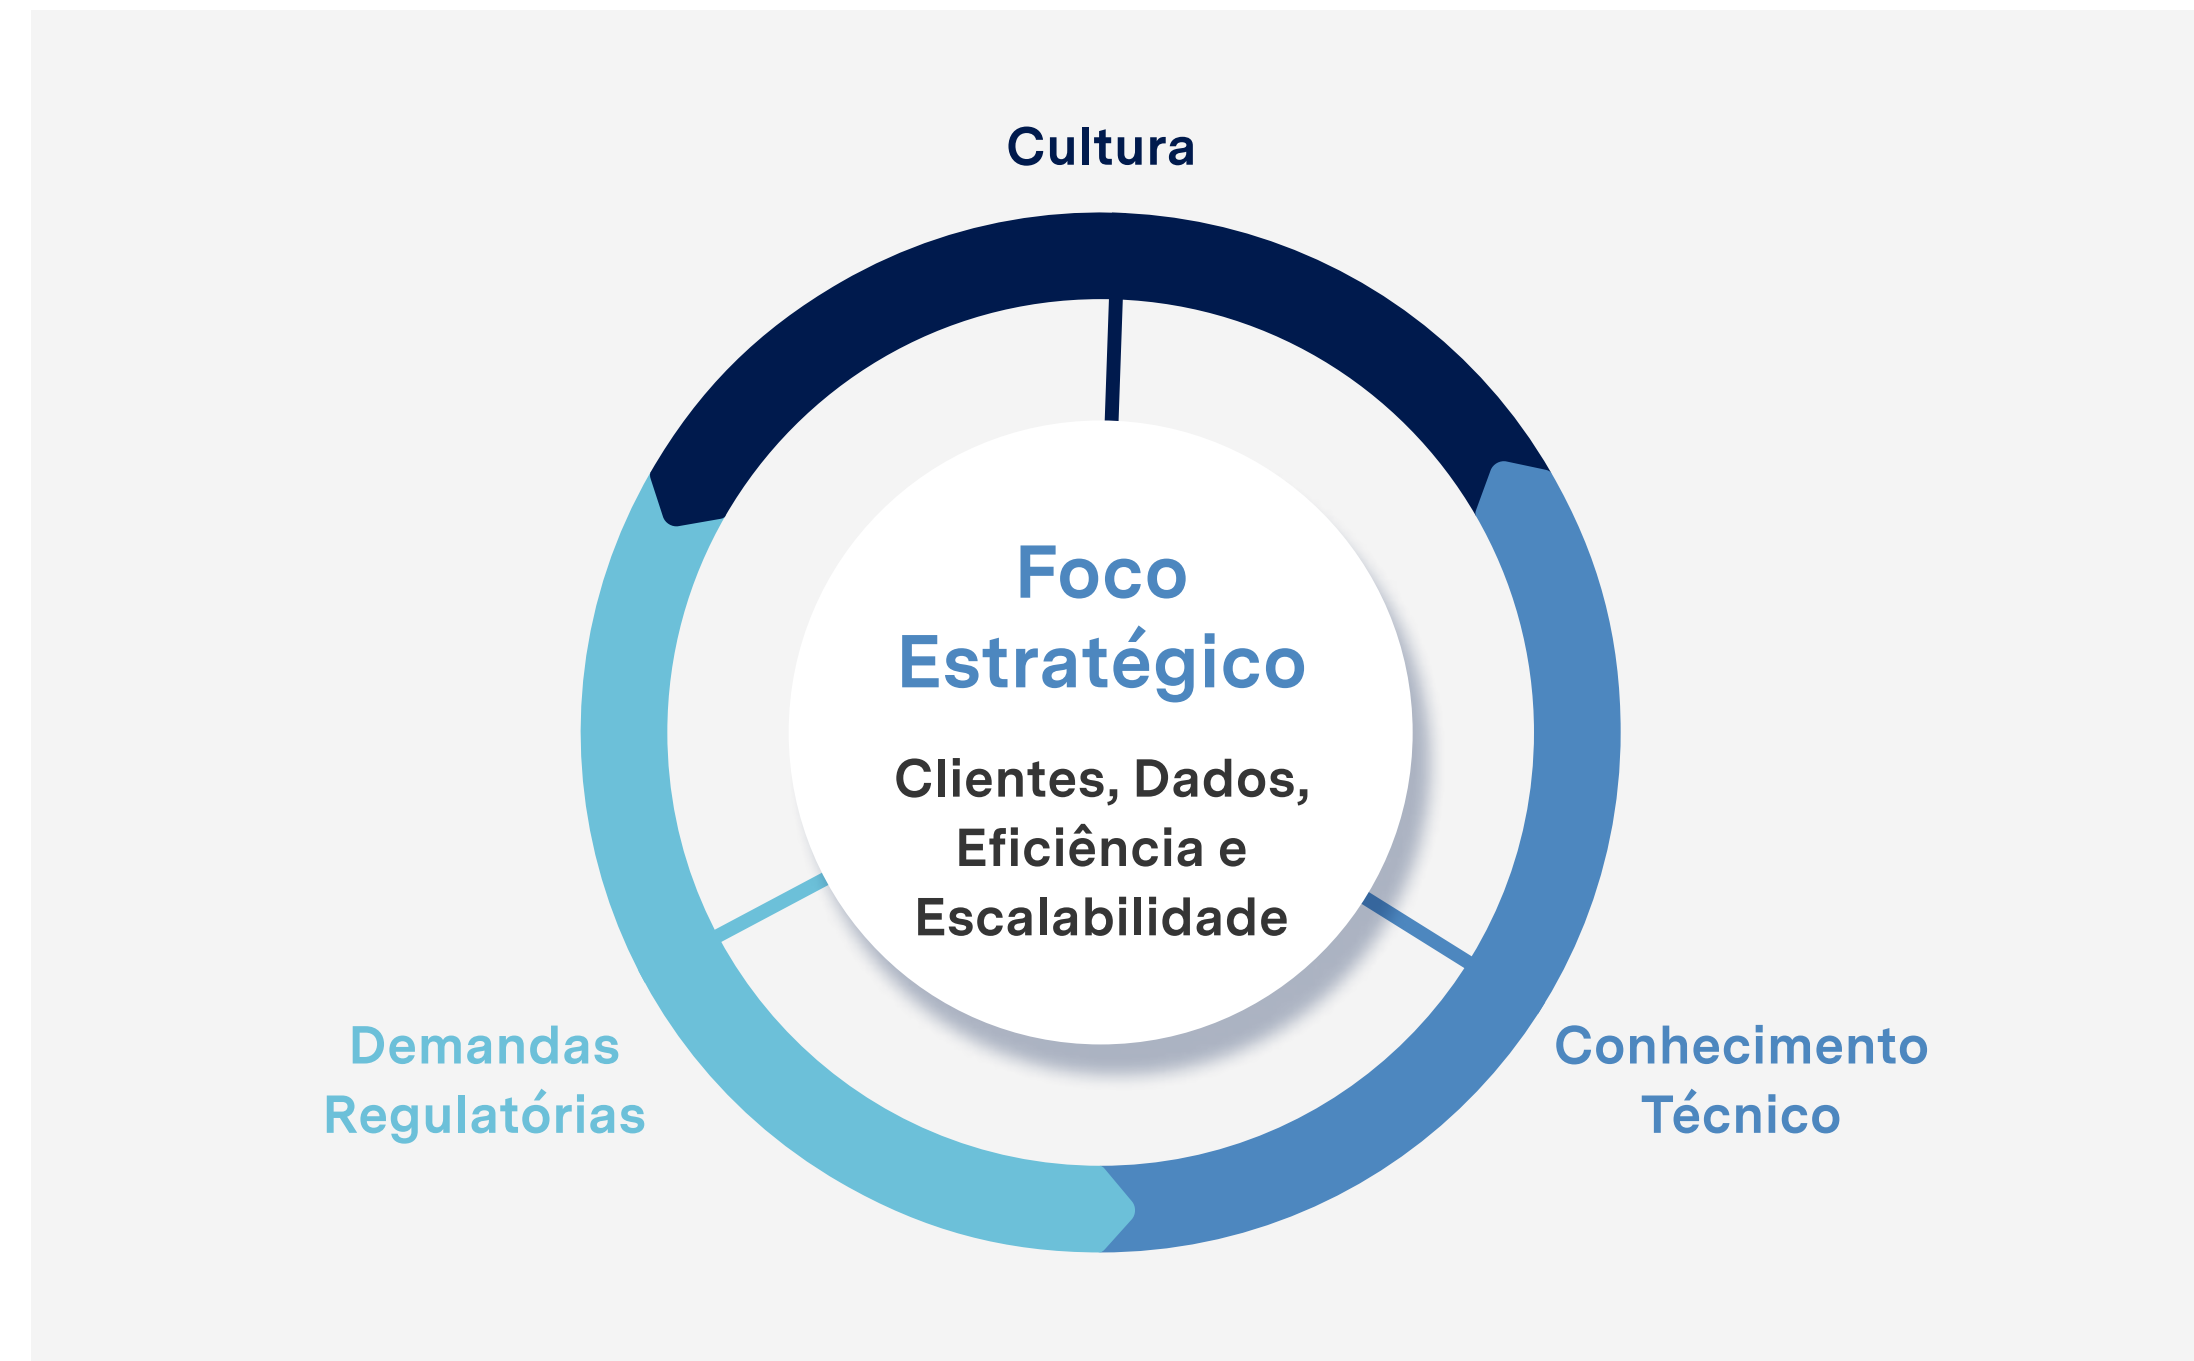 Cultura
Foco
Estratégico
Clientes, Dados,
Eficiência e
Escalabilidade
Demandas
Regulatórias
Conhecimento
Técnico